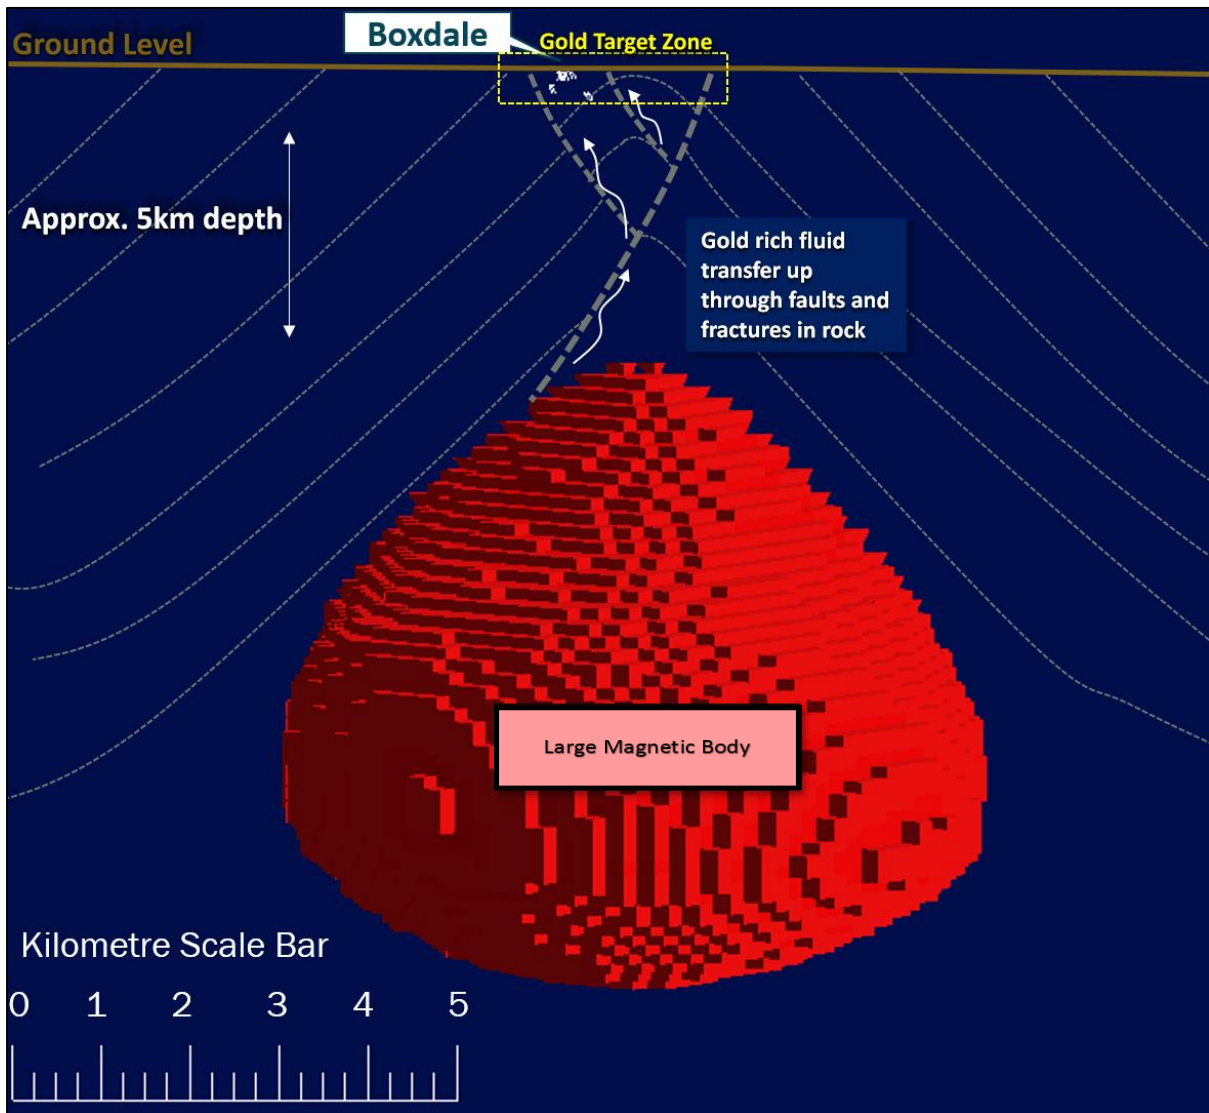 Boxdale
Ground Level
Gold Target Zone
Approx. 5km depth
Gold rich fluid
transfer up
through faults and
fractures in rock
Large Magnetic Body
Kilometre Scale Bar
0 1 2 3 4 5